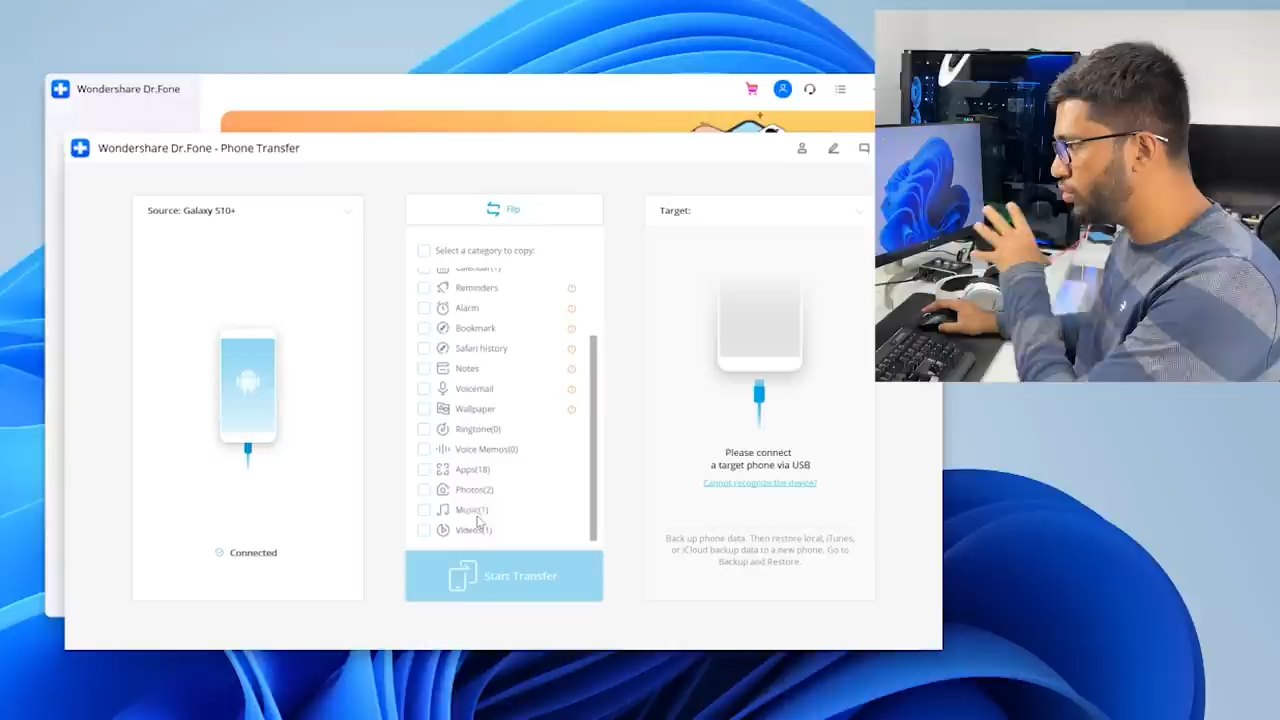 Wondershare Dr.Fone
Wondershare Dr.Fone - Phone Transfer
Source: Galaxy S10+
Connected
Flip
Select a category to copy:
Calendar(1)
Reminders
Alarm
Bookmark
Safari history
Notes
Voicemail
Wallpaper
Ringtone(0)
Voice Memos(0)
Apps(18)
Photos(2)
Music(1)
Videos(1)
Start Transfer
Target:
Please connect
a target phone via USB
Cannot recognize the device?
Back up phone data. Then restore local, iTunes,
or iCloud backup data to a new phone. Go to
Backup and Restore.